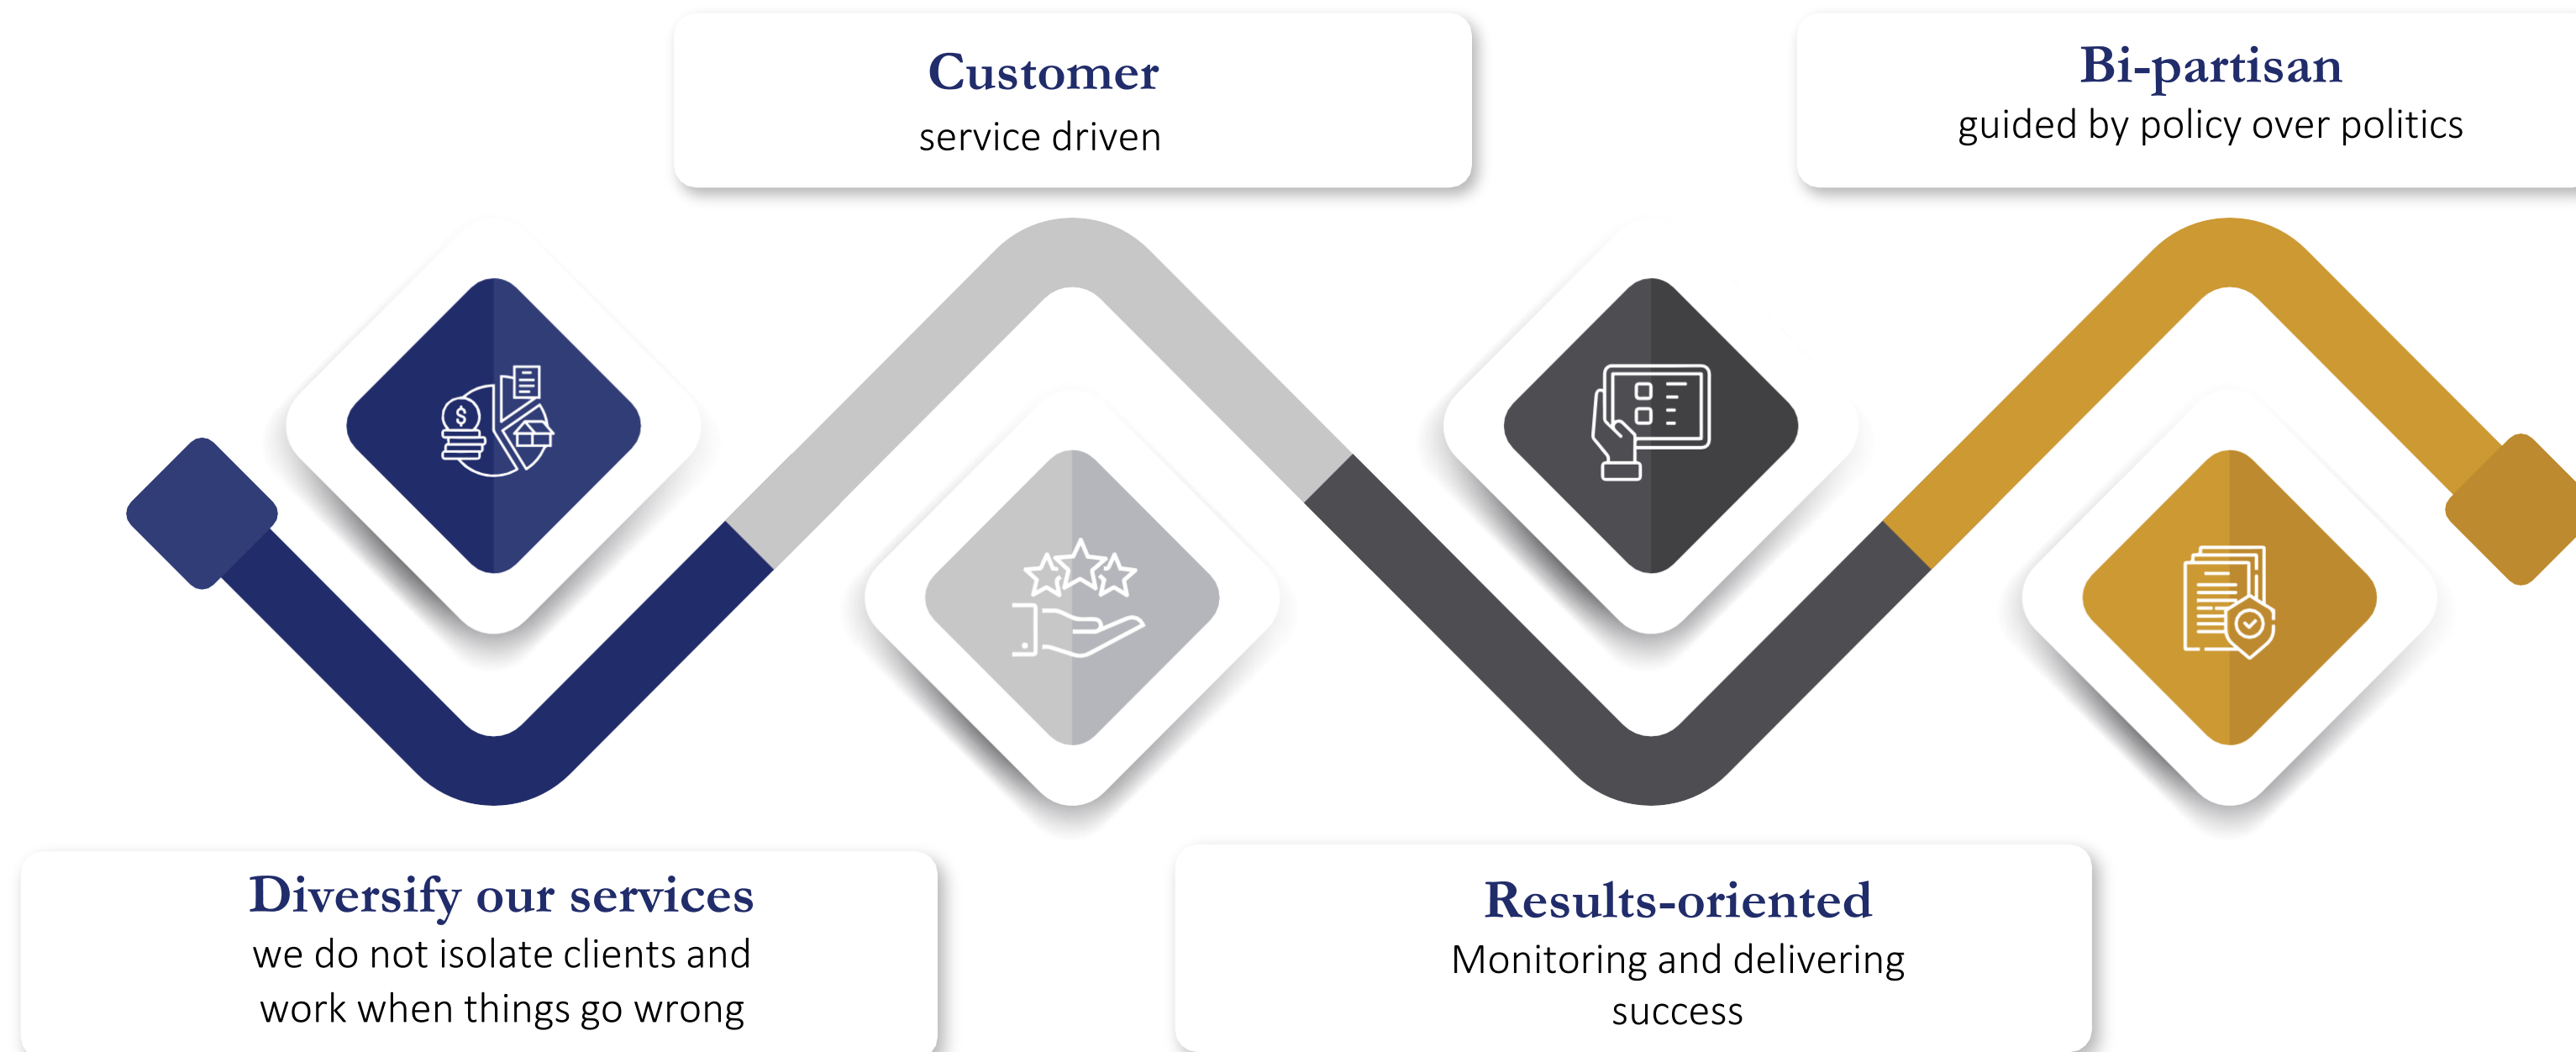 Customer
service driven
Bi-partisan
guided by policy over politics
$
Diversify our services
we do not isolate clients and
work when things go wrong
Results-oriented
Monitoring and delivering
success